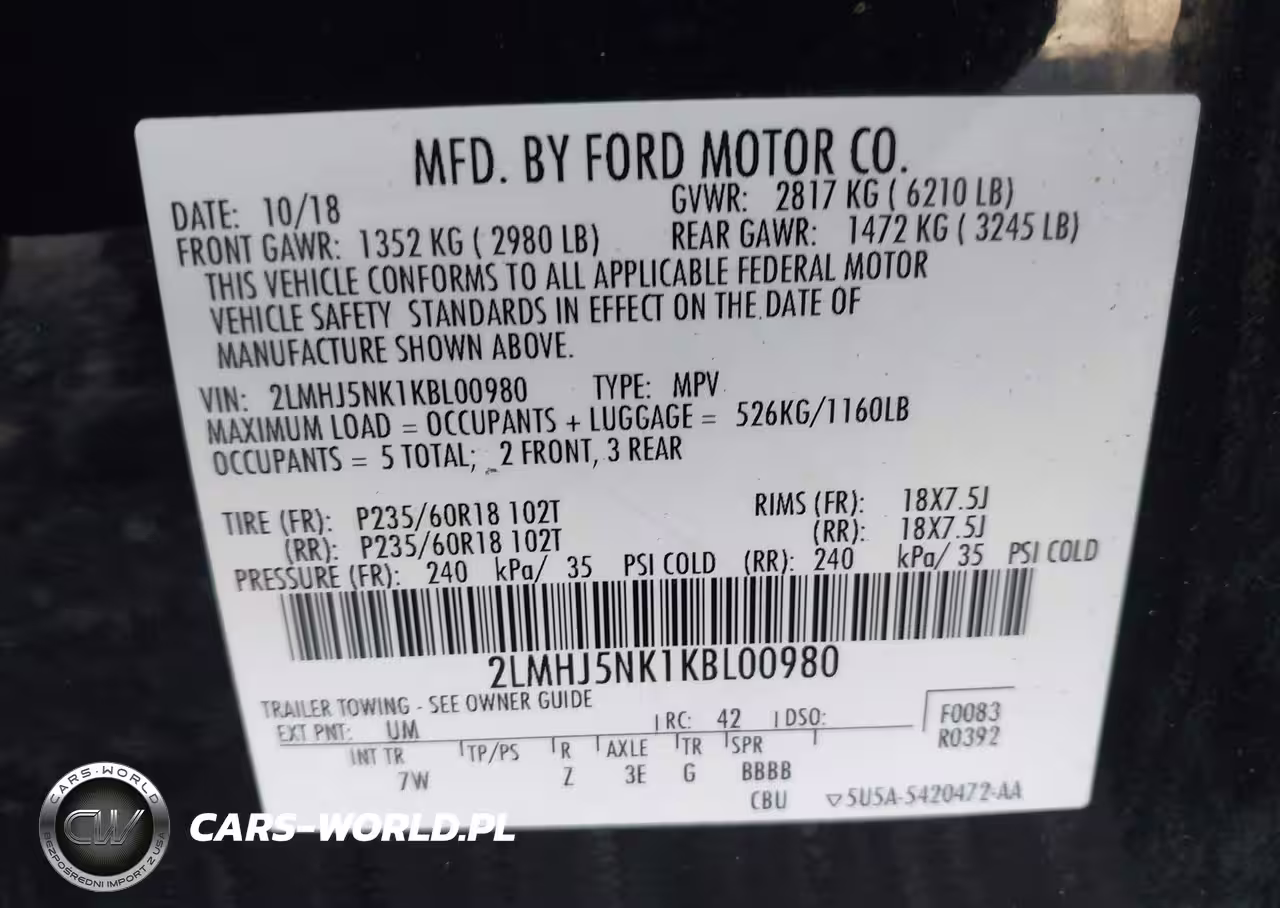 MFD. BY FORD MOTOR CO.
DATE: 10/18 GVWR: 2817 KG ( 6210 LB)
FRONT GAWR: 1352 KG ( 2980 LB) REAR GAWR: 1472 KG ( 3245 LB)
THIS VEHICLE CONFORMS TO ALL APPLICABLE FEDERAL MOTOR
VEHICLE SAFETY STANDARDS IN EFFECT ON THE DATE OF
MANUFACTURE SHOWN ABOVE.
VIN: 2LMHJ5NK1KBL00980 TYPE: MPV
MAXIMUM LOAD = OCCUPANTS + LUGGAGE = 526KG/1160LB
OCCUPANTS = 5 TOTAL; 2 FRONT, 3 REAR
TIRE (FR): P235/60R18 102T RIMS (FR): 18X7.5J
(RR): P235/60R18 102T (RR): 18X7.5J
PRESSURE (FR): 240 kPa/ 35 PSI COLD (RR): 240 kPa/ 35 PSI COLD
2LMHJ5NK1KBL00980
TRAILER TOWING - SEE OWNER GUIDE
EXT PNT: UM RC: 42 DSO: F0083
R0392
INT TR TP/PS R AXLE TR SPR
7W Z 3E G BBBB
CBU ▽5U5A-5420472-AA
CARS-WORLD
CW
BEZPOŚREDNI IMPORT Z USA
CARS-WORLD.PL